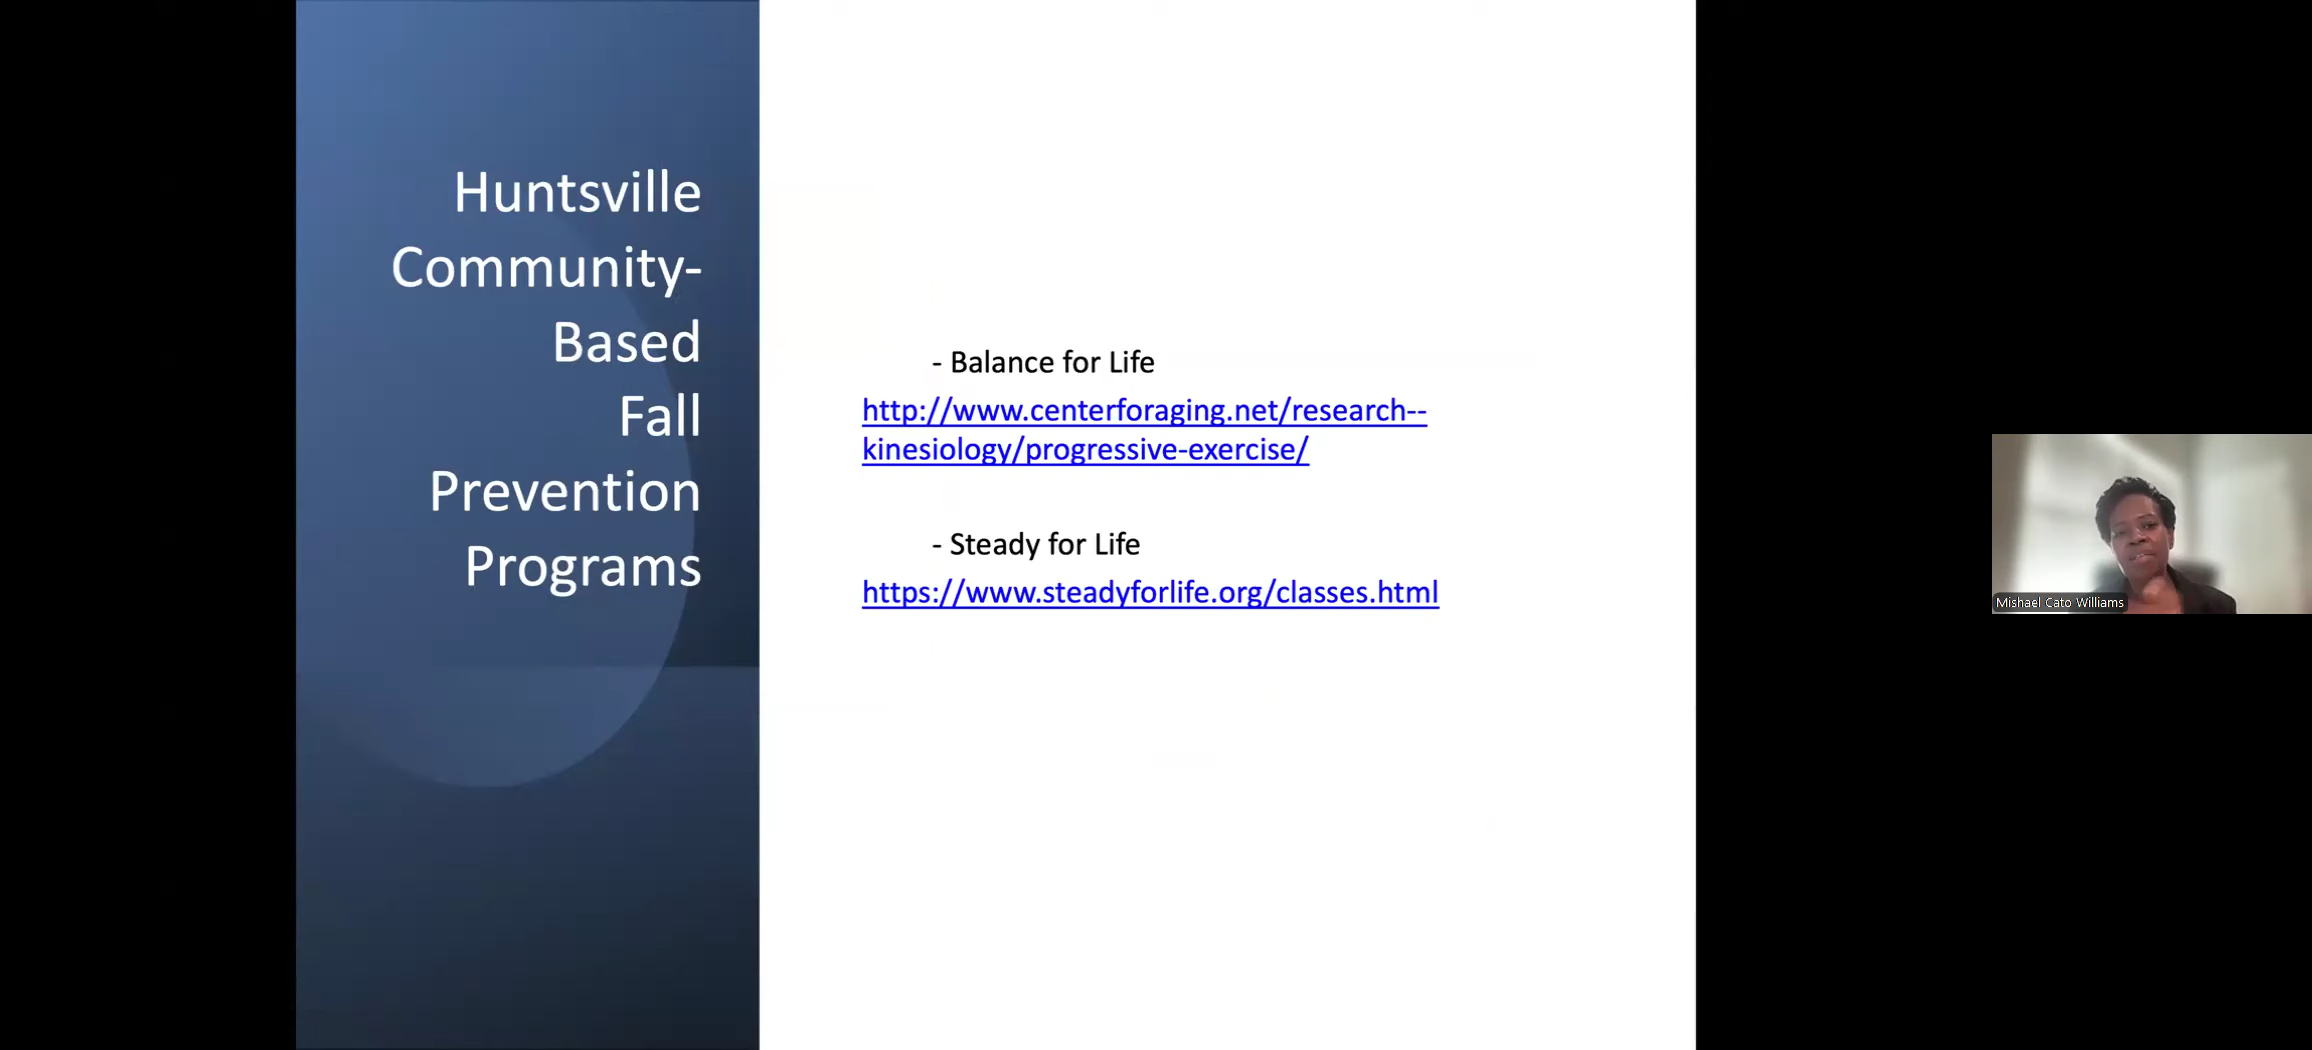 Huntsville
Community-
Based
Fall
Prevention
Programs
- Balance for Life
http://www.centerforaging.net/research--
kinesiology/progressive-exercise/
- Steady for Life
https://www.steadyforlife.org/classes.html
Mishael Cato Williams